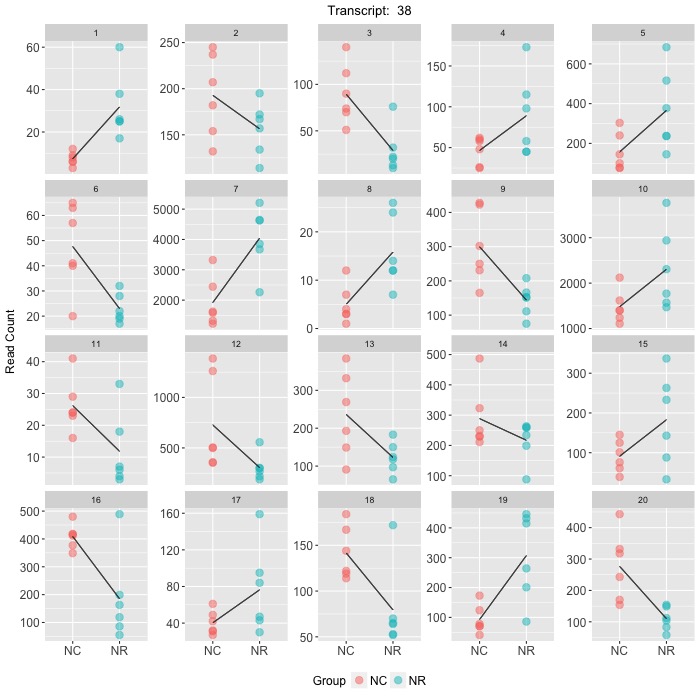 Transcript: 38
1 2 3 4 5
60 40 20
250 200 150
100 50
150 100 50
600 400 200
6 7 8 9 10
60 50 40 30 20
5000 4000 3000 2000
20 10 0
400 300 200 100
3000 2000 1000
Read Count
11 12 13 14 15
40 30 20 10
1000 500
300 200 100
500 400 300 200 100
300 200 100
16 17 18 19 20
500 400 300 200 100
160 120 80 40
150 100 50
400 300 200 100
400 300 200 100
NC NR NC NR NC NR NC NR NC NR
Group NC NR